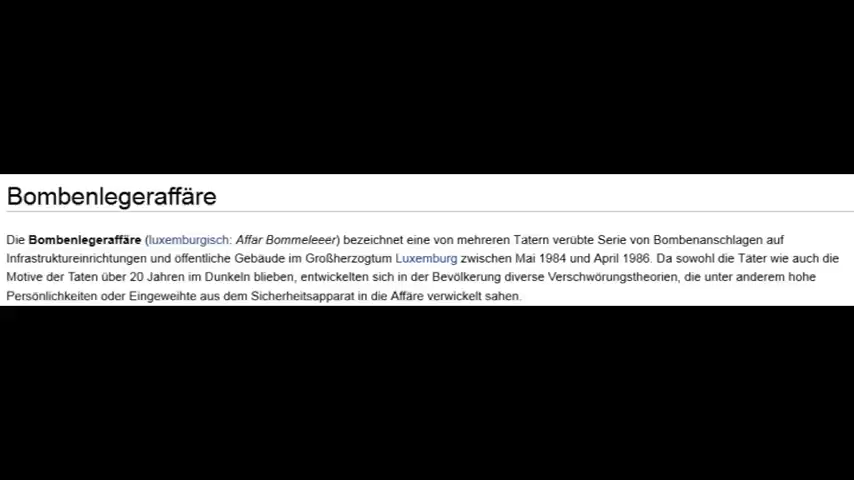 Bombenlegeraffäre
Die Bombenlegeraffäre (luxemburgisch: Affar Bommeleeer) bezeichnet eine von mehreren Tätern verübte Serie von Bombenanschlagen auf
Infrastruktureinrichtungen und öffentliche Gebäude im Großherzogtum Luxemburg zwischen Mai 1984 und April 1986. Da sowohl die Täter wie auch die
Motive der Taten über 20 Jahren im Dunkeln blieben, entwickelten sich in der Bevölkerung diverse Verschwörungstheorien, die unter anderem hohe
Persönlichkeiten oder Eingeweihte aus dem Sicherheitsapparat in die Affäre verwickelt sahen.